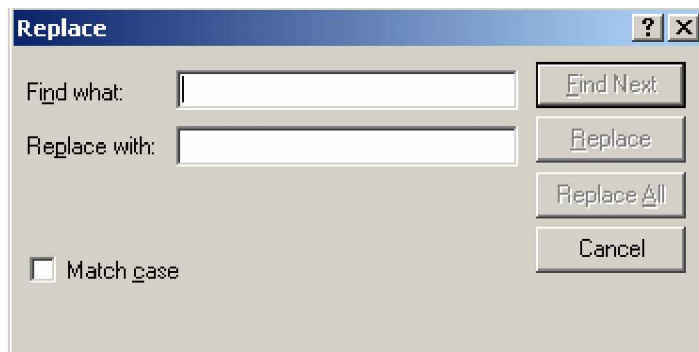 Replace
Find what:
Find Next
Replace with:
Replace
Replace All
Cancel
Match case